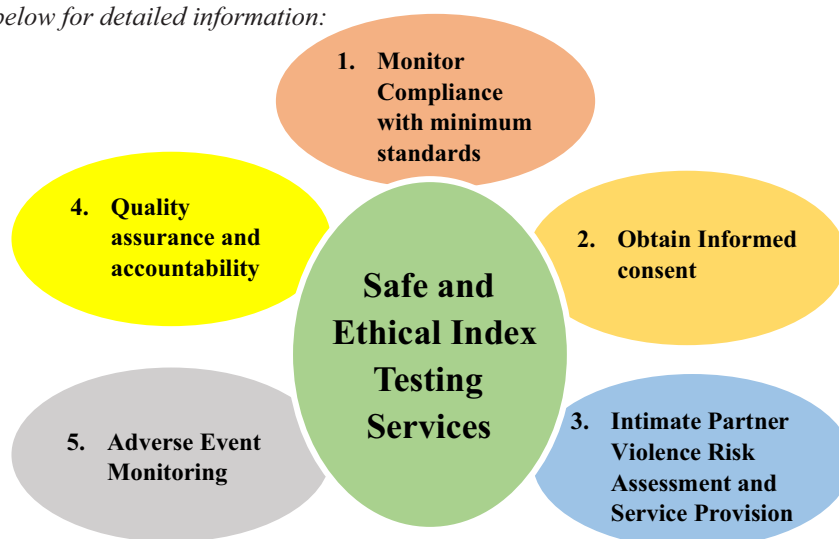 below for detailed information:
1. Monitor
Compliance
with minimum
standards
2. Obtain Informed
consent
3. Intimate Partner
Violence Risk
Assessment and
Service Provision
4. Quality
assurance and
accountability
5. Adverse Event
Monitoring
Safe and
Ethical Index
Testing
Services